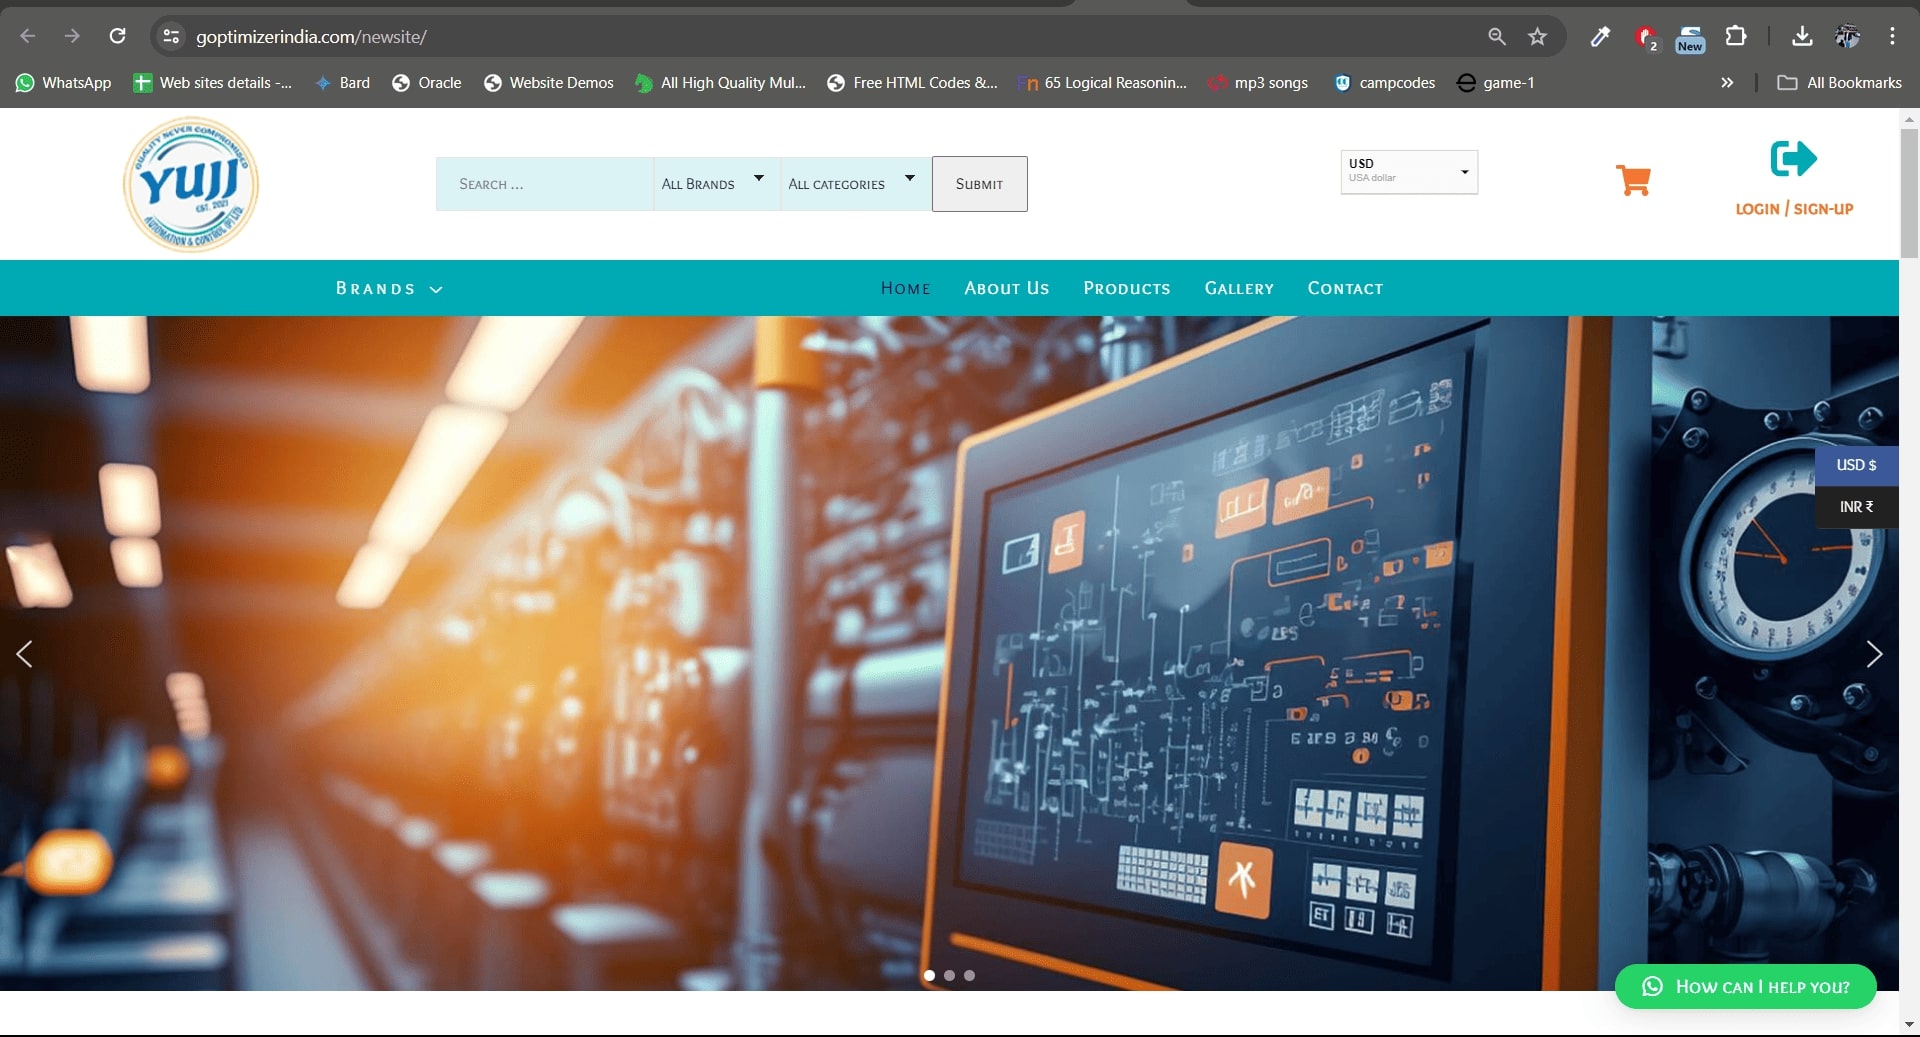 goptimizerindia.com/newsite/
2
New
WhatsApp
Web sites details -...
Bard
Oracle
Website Demos
All High Quality Mul...
Free HTML Codes &...
65 Logical Reasonin...
mp3 songs
campcodes
game-1
»
All Bookmarks
QUALITY NEVER COMPROMISED
YUJJ
EST. 2021
AUTOMATION & CONTROL (P) LTD.
Search ...
All Brands
All categories
Submit
USD
USA dollar
LOGIN / SIGN-UP
Brands
Home
About Us
Products
Gallery
Contact
USD $
INR ₹
How can I help you?